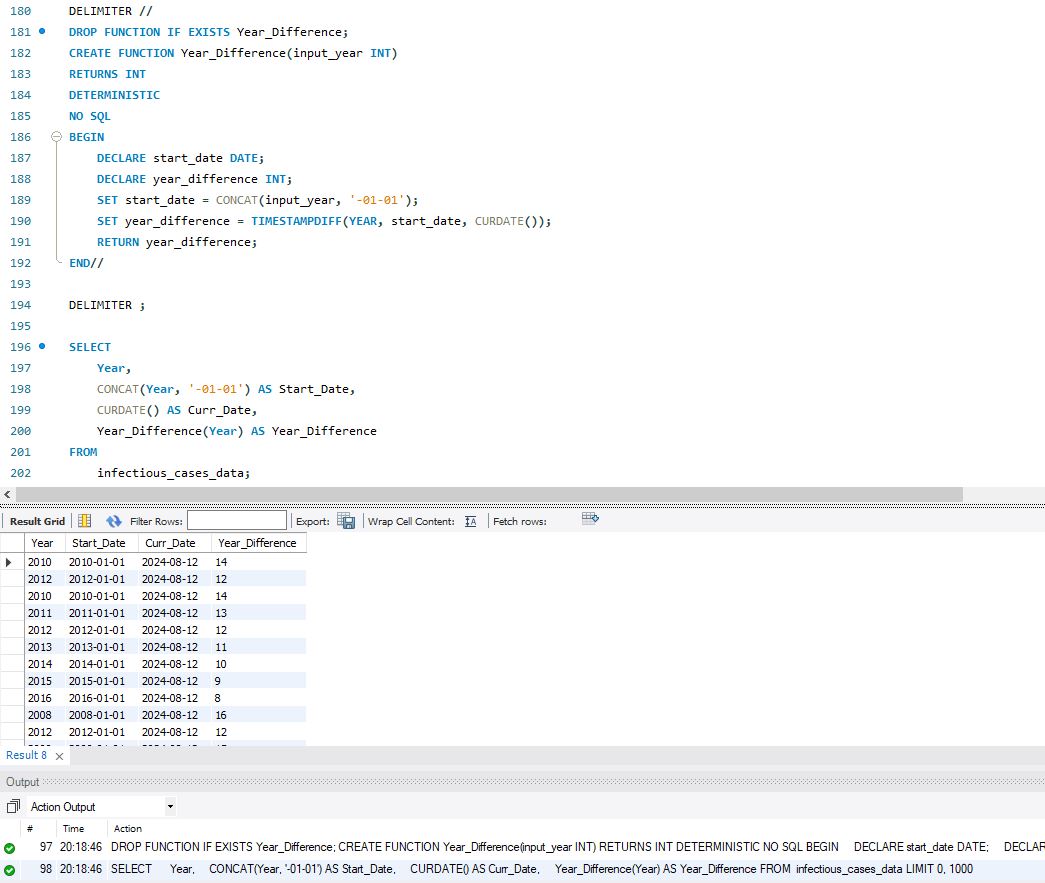 180 DELIMITER //
181 DROP FUNCTION IF EXISTS Year_Difference;
182 CREATE FUNCTION Year_Difference(input_year INT)
183 RETURNS INT
184 DETERMINISTIC
185 NO SQL
186 BEGIN
187 DECLARE start_date DATE;
188 DECLARE year_difference INT;
189 SET start_date = CONCAT(input_year, '-01-01');
190 SET year_difference = TIMESTAMPDIFF(YEAR, start_date, CURDATE());
191 RETURN year_difference;
192 END//
193
194 DELIMITER ;
195
196 SELECT
197 Year,
198 CONCAT(Year, '-01-01') AS Start_Date,
199 CURDATE() AS Curr_Date,
200 Year_Difference(Year) AS Year_Difference
201 FROM
202 infectious_cases_data;
Result Grid Filter Rows: Export: Wrap Cell Content: Fetch rows:
Year Start_Date Curr_Date Year_Difference
2010 2010-01-01 2024-08-12 14
2012 2012-01-01 2024-08-12 12
2010 2010-01-01 2024-08-12 14
2011 2011-01-01 2024-08-12 13
2012 2012-01-01 2024-08-12 12
2013 2013-01-01 2024-08-12 11
2014 2014-01-01 2024-08-12 10
2015 2015-01-01 2024-08-12 9
2016 2016-01-01 2024-08-12 8
2008 2008-01-01 2024-08-12 16
2012 2012-01-01 2024-08-12 12
Result 8
Output
Action Output
# Time Action
97 20:18:46 DROP FUNCTION IF EXISTS Year_Difference; CREATE FUNCTION Year_Difference(input_year INT) RETURNS INT DETERMINISTIC NO SQL BEGIN DECLARE start_date DATE; DECLAR
98 20:18:46 SELECT Year, CONCAT(Year, '-01-01') AS Start_Date, CURDATE() AS Curr_Date, Year_Difference(Year) AS Year_Difference FROM infectious_cases_data LIMIT 0, 1000